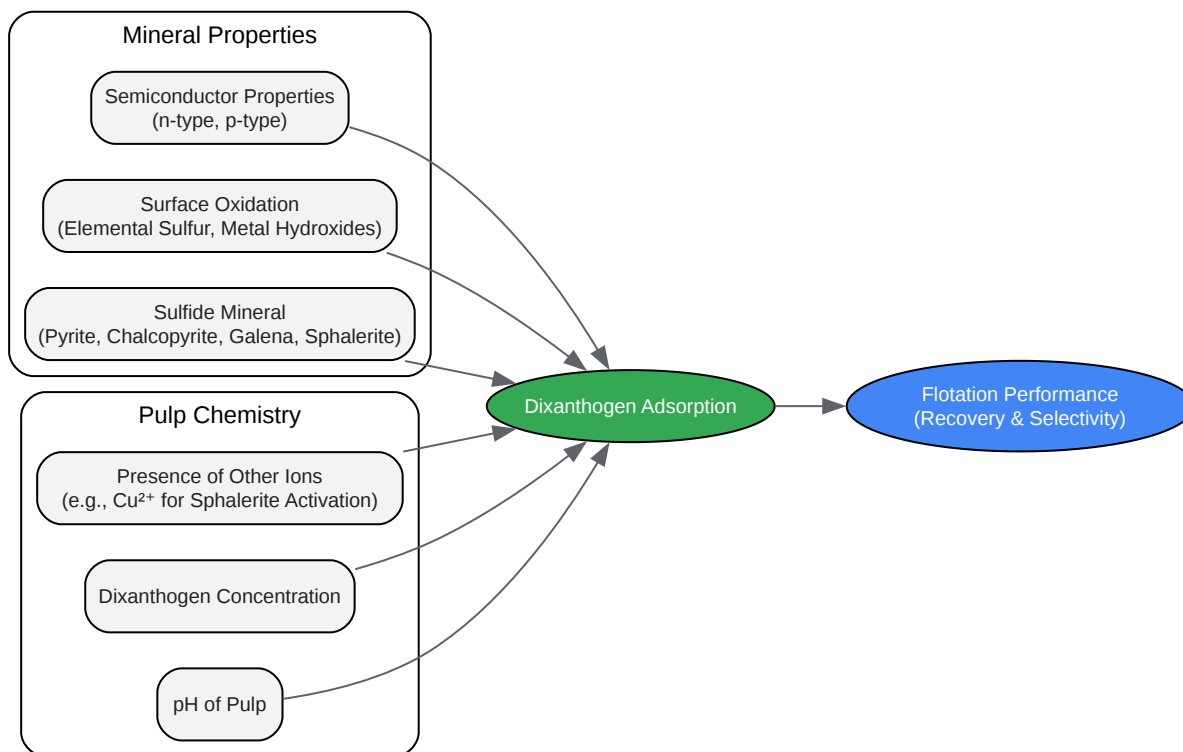 Mineral Properties
Semiconductor Properties
(n-type, p-type)
Surface Oxidation
(Elemental Sulfur, Metal Hydroxides)
Sulfide Mineral
(Pyrite, Chalcopyrite, Galena, Sphalerite)
Pulp Chemistry
Presence of Other Ions
(e.g., Cu²⁺ for Sphalerite Activation)
Dixanthogen Concentration
pH of Pulp
Dixanthogen Adsorption
Flotation Performance
(Recovery & Selectivity)